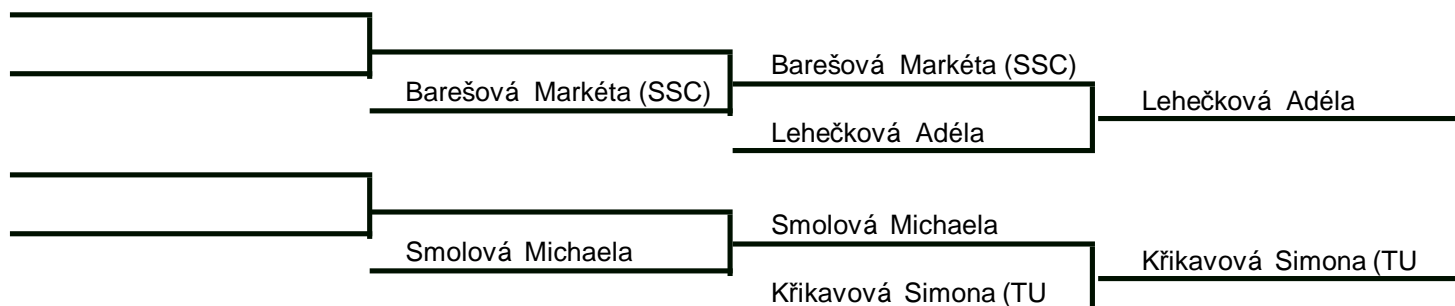 Barešová Markéta (SSC)
Barešová Markéta (SSC)
Lehečková Adéla
Lehečková Adéla
Smolová Michaela
Smolová Michaela
Křikavová Simona (TU
Křikavová Simona (TU